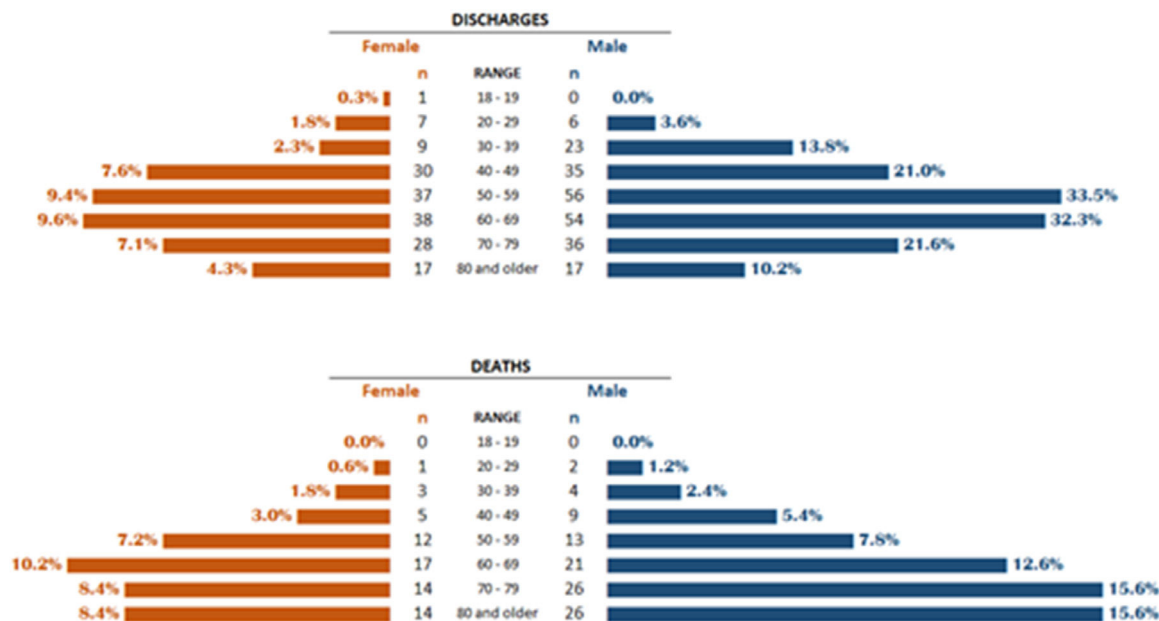 DISCHARGES
Female Male
n RANGE n
0.3% 1 18 - 19 0 0.0%
1.8% 7 20 - 29 6 3.6%
2.3% 9 30 - 39 23 13.8%
7.6% 30 40 - 49 35 21.0%
9.4% 37 50 - 59 56 33.5%
9.6% 38 60 - 69 54 32.3%
7.1% 28 70 - 79 36 21.6%
4.3% 17 80 and older 17 10.2%
DEATHS
Female Male
n RANGE n
0.0% 0 18 - 19 0 0.0%
0.6% 1 20 - 29 2 1.2%
1.8% 3 30 - 39 4 2.4%
3.0% 5 40 - 49 9 5.4%
7.2% 12 50 - 59 13 7.8%
10.2% 17 60 - 69 21 12.6%
8.4% 14 70 - 79 26 15.6%
8.4% 14 80 and older 26 15.6%